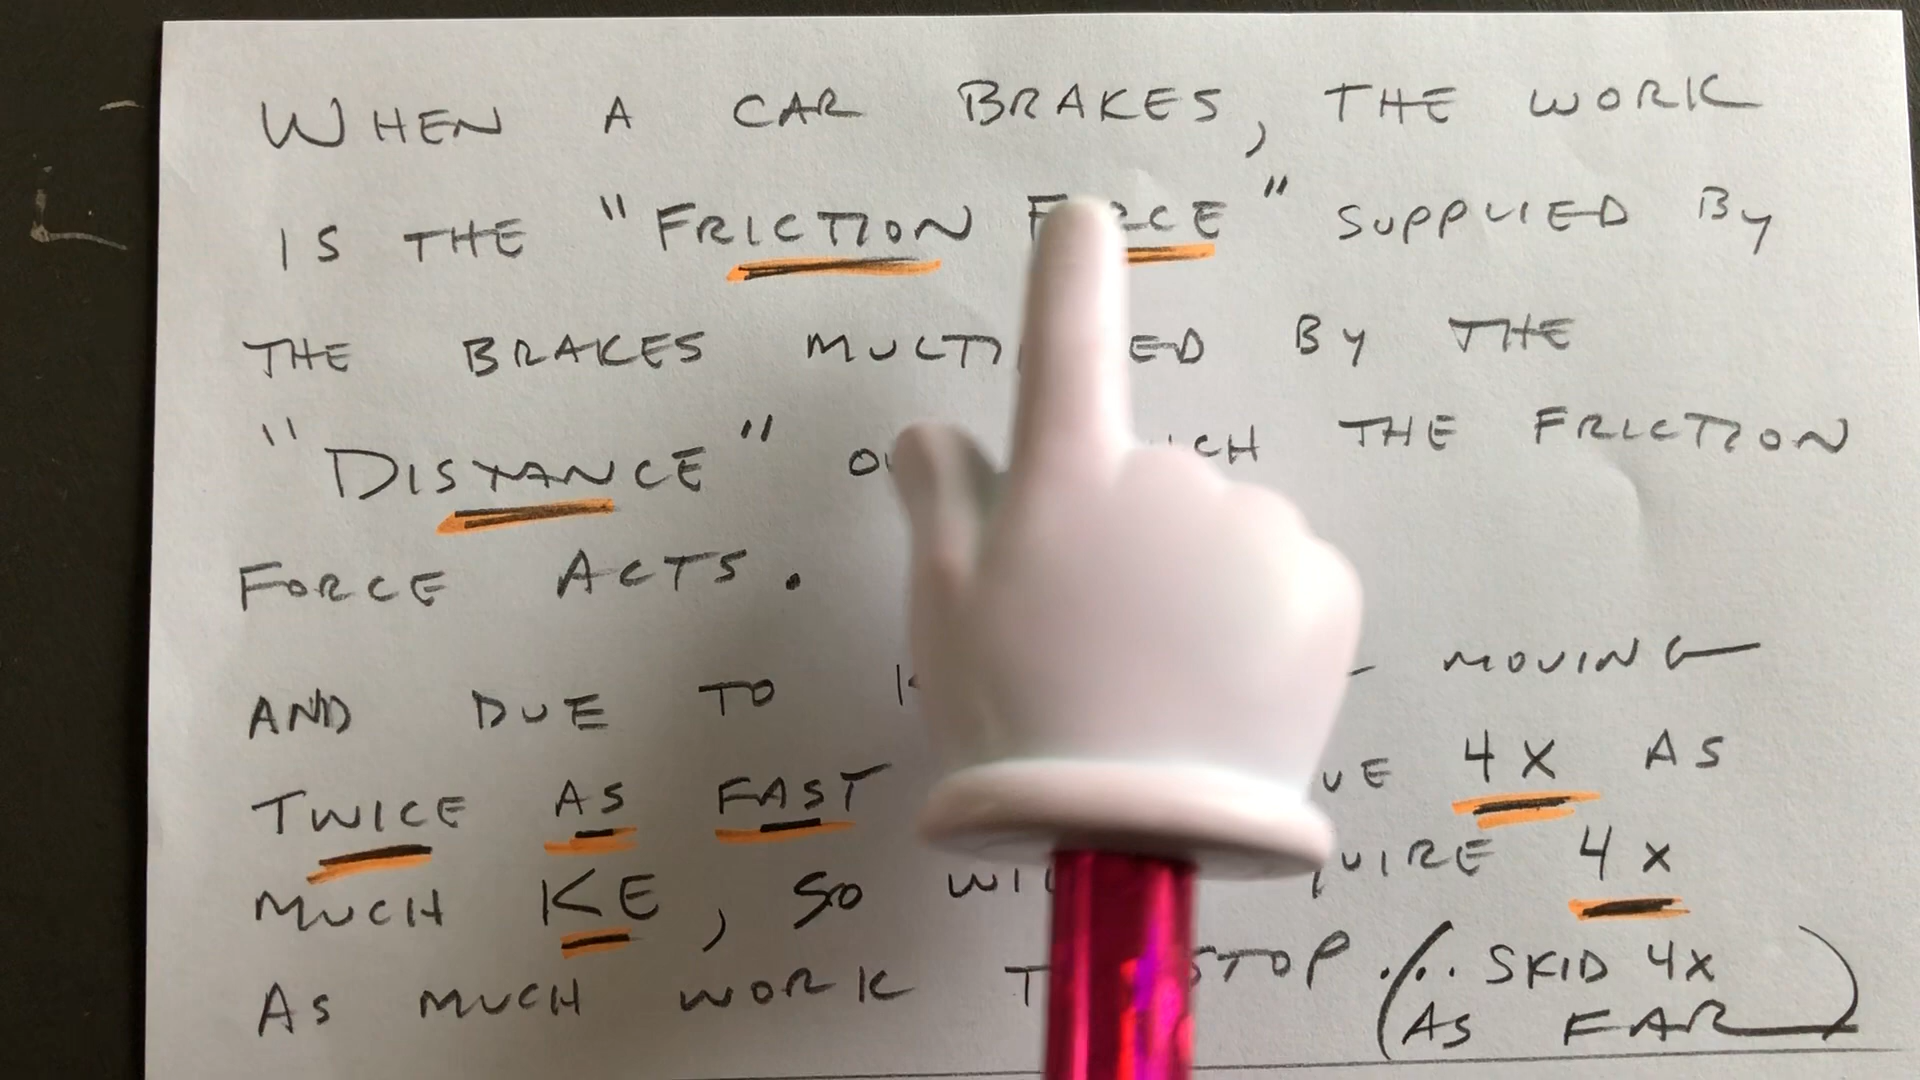 WHEN A CAR BRAKES, THE WORK
IS THE "FRICTION FORCE" SUPPLIED BY
THE BRAKES MULTIPLIED BY THE
"DISTANCE" THE FRICTION
FORCE ACTS.
AND DUE TO MOVING
TWICE AS FAST 4X AS
MUCH KE, SO 4X
AS MUCH WORK STOP... (SKID 4X
AS FAR)